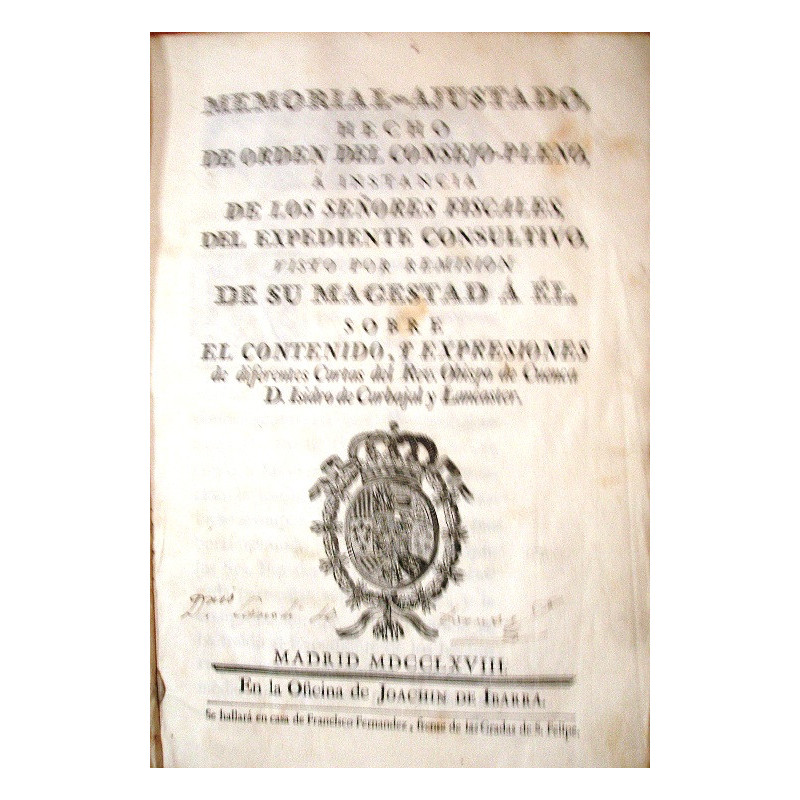 MEMORIAL-AJUSTADO,
HECHO
DE ORDEN DEL CONSEJO-PLENO,
À INSTANCIA
DE LOS SEÑORES FISCALES,
DEL EXPEDIENTE CONSULTIVO,
VISTO POR REMISION
DE SU MAGESTAD À ÉL,
SOBRE
EL CONTENIDO, Y EXPRESIONES
de diferentes Cartas del Rev. Obispo de Cuenca
D. Isidro de Carbajal y Lancaster.
MADRID MDCCLXVIII.
En la Oficina de JOACHIN DE IBARRA.
Se hallará en casa de Francisco Fernandez, frente de las Gradas de S. Felipe.